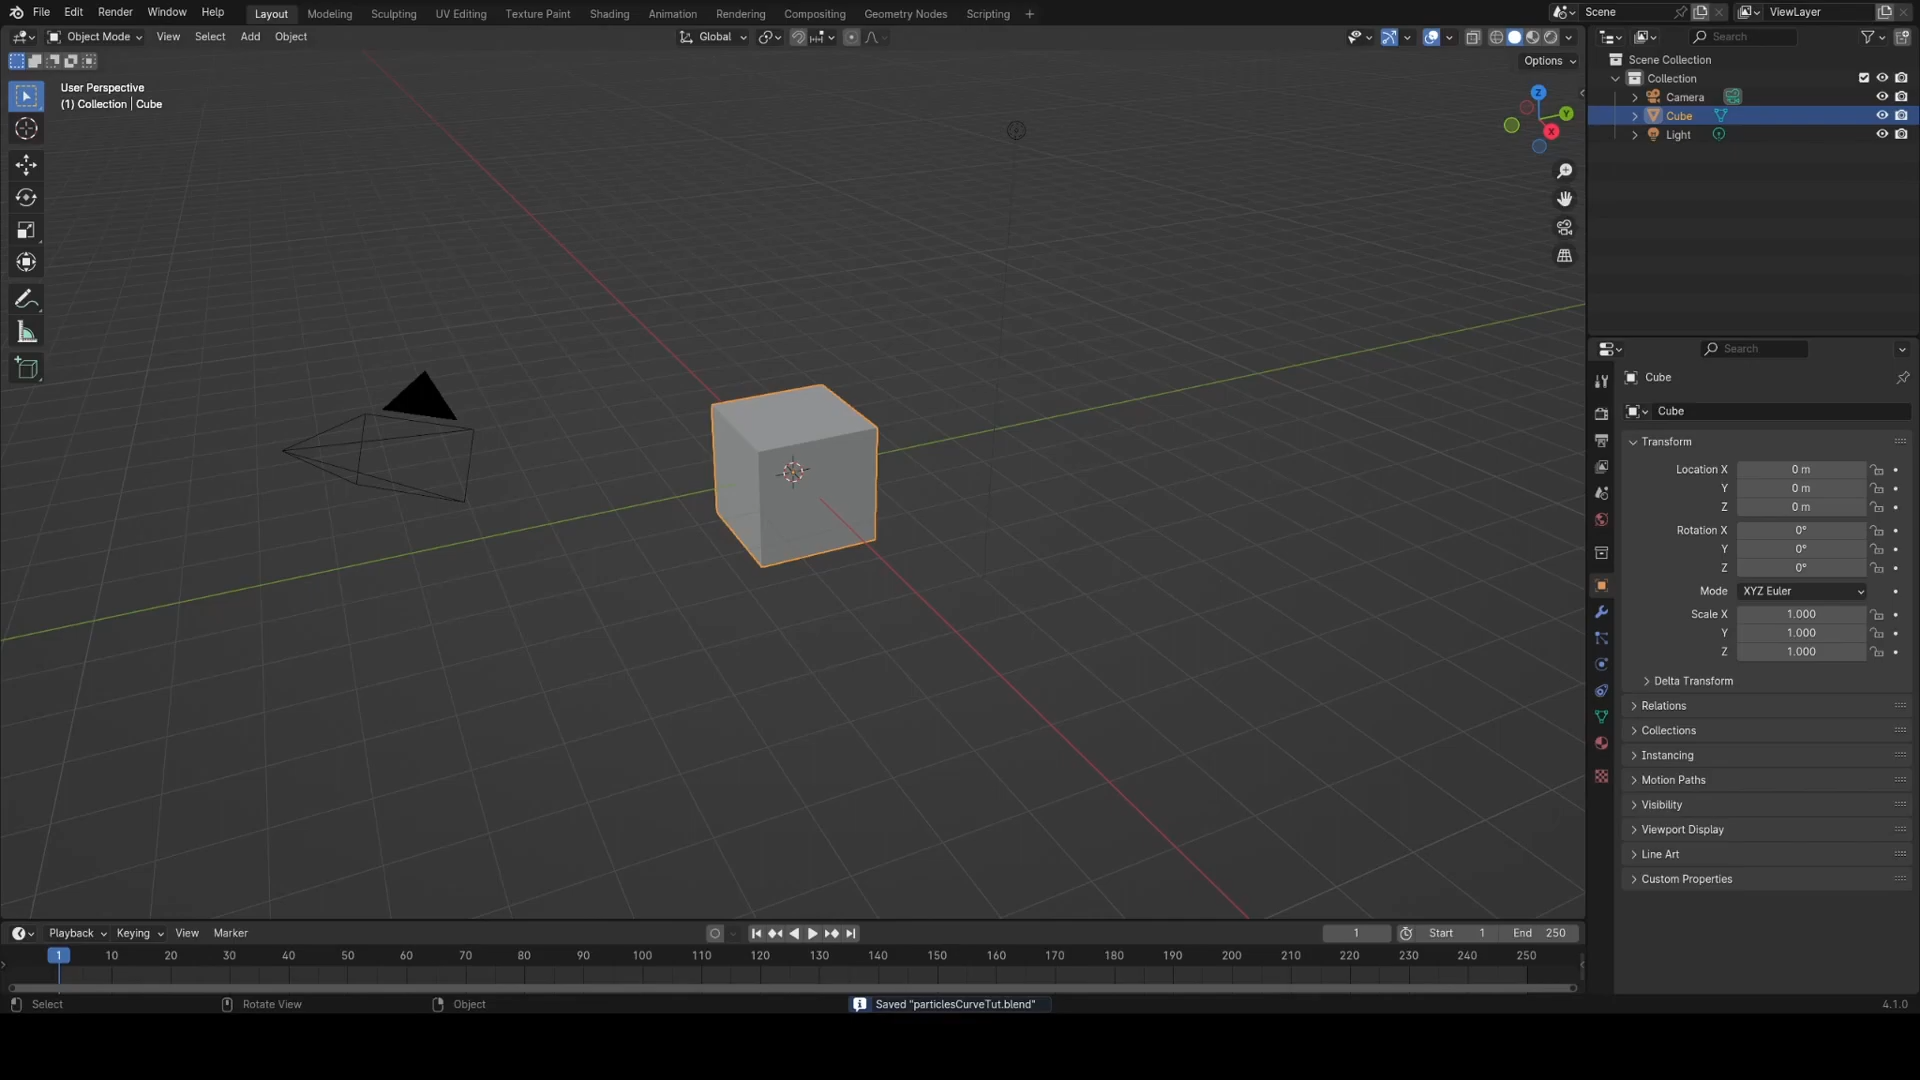 File Edit Render Window Help Layout Modeling Sculpting UV Editing Texture Paint Shading Animation Rendering Compositing Geometry Nodes Scripting + Scene ViewLayer
Object Mode View Select Add Object Global Search
Options
User Perspective
(1) Collection | Cube
Z
Y
X
Scene Collection
Collection
Camera
Cube
Light
Search
Cube
Cube
Transform
Location X 0 m
Y 0 m
Z 0 m
Rotation X 0°
Y 0°
Z 0°
Mode XYZ Euler
Scale X 1.000
Y 1.000
Z 1.000
Delta Transform
Relations
Collections
Instancing
Motion Paths
Visibility
Viewport Display
Line Art
Custom Properties
Playback Keying View Marker 1 Start 1 End 250
1 10 20 30 40 50 60 70 80 90 100 110 120 130 140 150 160 170 180 190 200 210 220 230 240 250
Select Rotate View Object Saved "particlesCurveTut.blend" 4.1.0